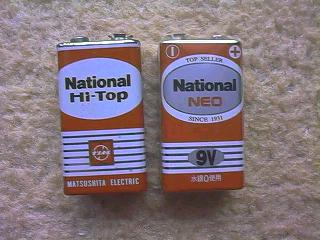 National
Hi-Top
MATSUSHITA ELECTRIC
TOP SELLER
National
NEO
SINCE 1931
9V
水銀0使用